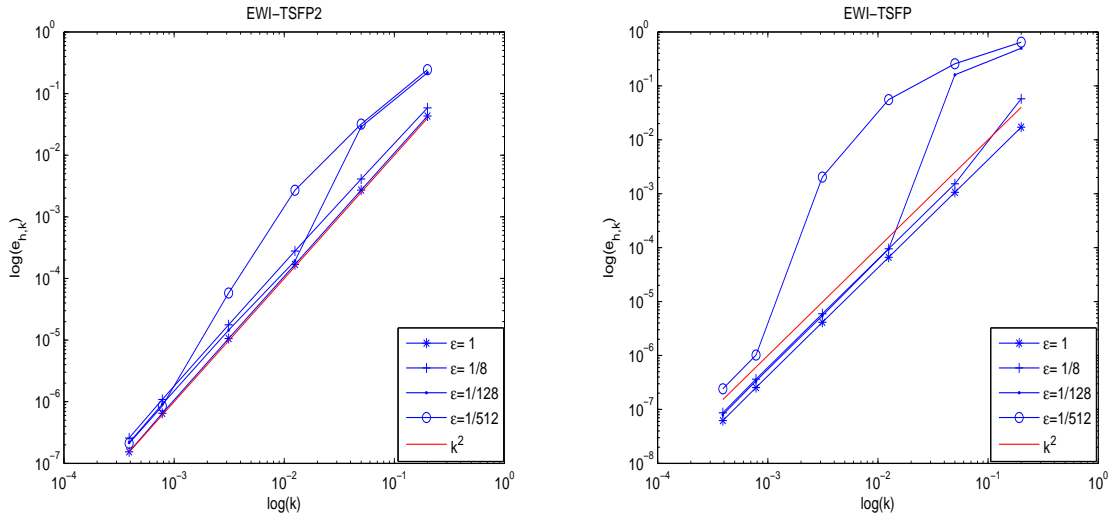 EWI−TSFP2
10^0
10^−1
10^−2
10^−3
10^−4
10^−5
10^−6
10^−7
log(e_{h,k})
10^−4
10^−3
10^−2
10^−1
10^0
log(k)
ε= 1
ε= 1/8
ε=1/128
ε=1/512
k^2
EWI−TSFP
10^0
10^−1
10^−2
10^−3
10^−4
10^−5
10^−6
10^−7
10^−8
log(e_{h,k})
10^−4
10^−3
10^−2
10^−1
10^0
log(k)
ε= 1
ε= 1/8
ε=1/128
ε=1/512
k^2